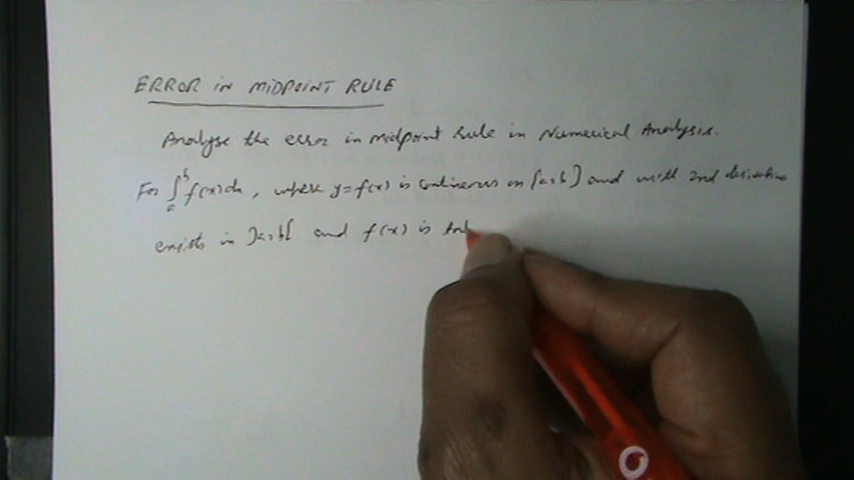 ERROR IN MIDPOINT RULE
Analyse the error in midpoint Rule in Numerical Analysis.
For ∫_a^b f(x)dx, where y=f(x) is continuous on [a,b] and with 2nd derivative
exists in ]a,b[ and f(x) is